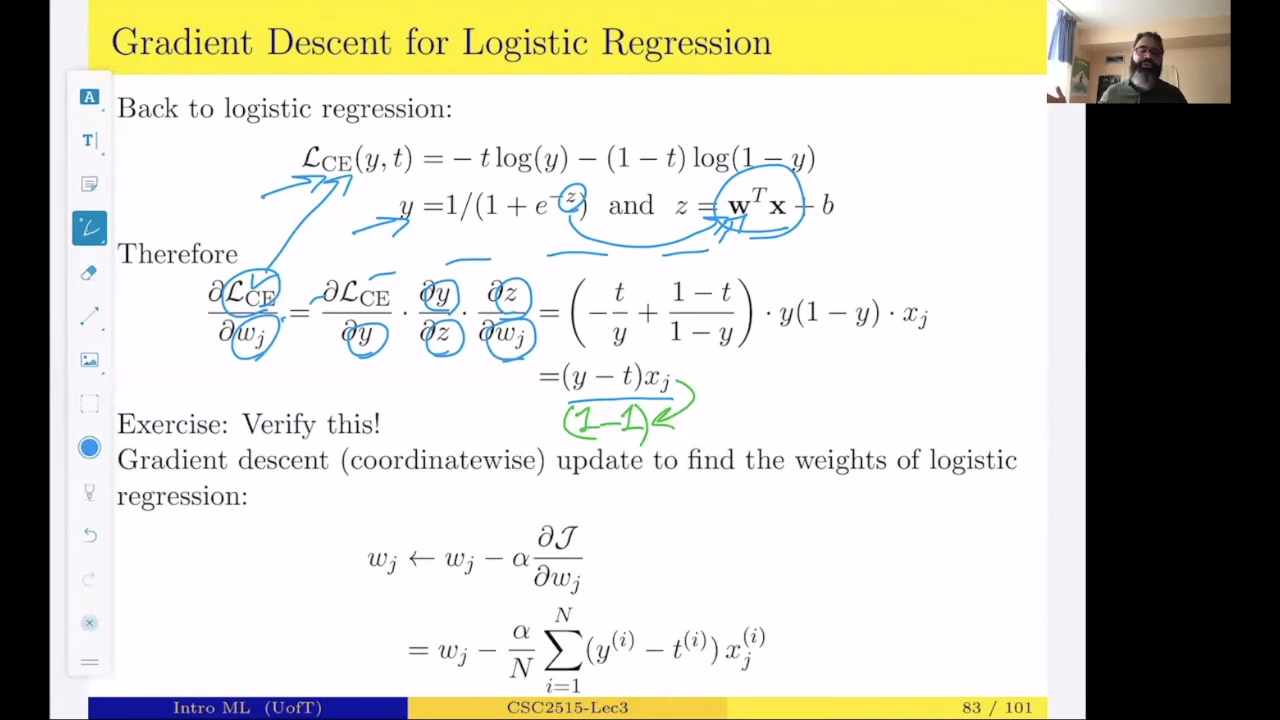 Gradient Descent for Logistic Regression
A
T
Back to logistic regression:
ℒ_CE(y, t) = − t log(y) − (1 − t) log(1 − y)
y = 1/(1 + e^{−z}) and z = w^T x + b
Therefore
∂ℒ_CE/∂w_j = ∂ℒ_CE/∂y · ∂y/∂z · ∂z/∂w_j = (−t/y + (1 − t)/(1 − y)) · y(1 − y) · x_j
=(y − t)x_j
(1−1)
Exercise: Verify this!
Gradient descent (coordinatewise) update to find the weights of logistic
regression:
w_j ← w_j − α ∂𝒥/∂w_j
= w_j − α/N ∑_{i=1}^{N} (y^{(i)} − t^{(i)}) x_j^{(i)}
Intro ML (UofT) CSC2515-Lec3 83 / 101